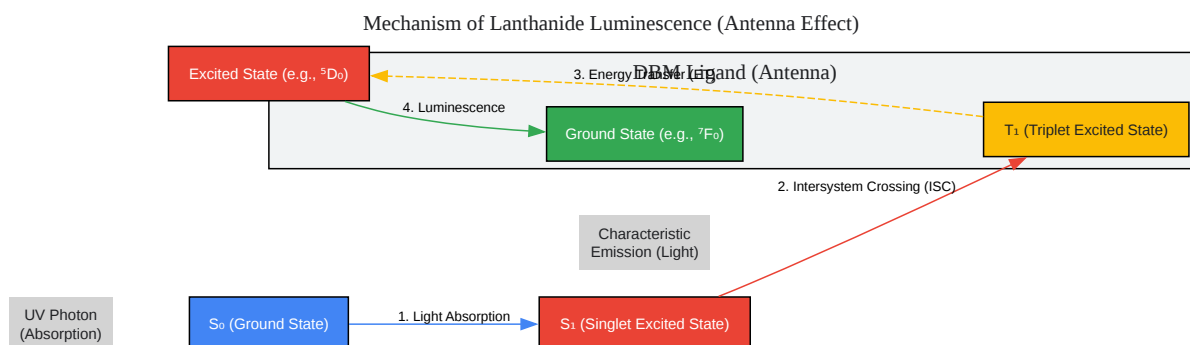 Mechanism of Lanthanide Luminescence (Antenna Effect)
DBM Ligand (Antenna)
Excited State (e.g., ⁵D₀)
3. Energy Transfer (ET)
4. Luminescence
Ground State (e.g., ⁷F₀)
T₁ (Triplet Excited State)
2. Intersystem Crossing (ISC)
Characteristic
Emission (Light)
UV Photon
(Absorption)
S₀ (Ground State)
1. Light Absorption
S₁ (Singlet Excited State)